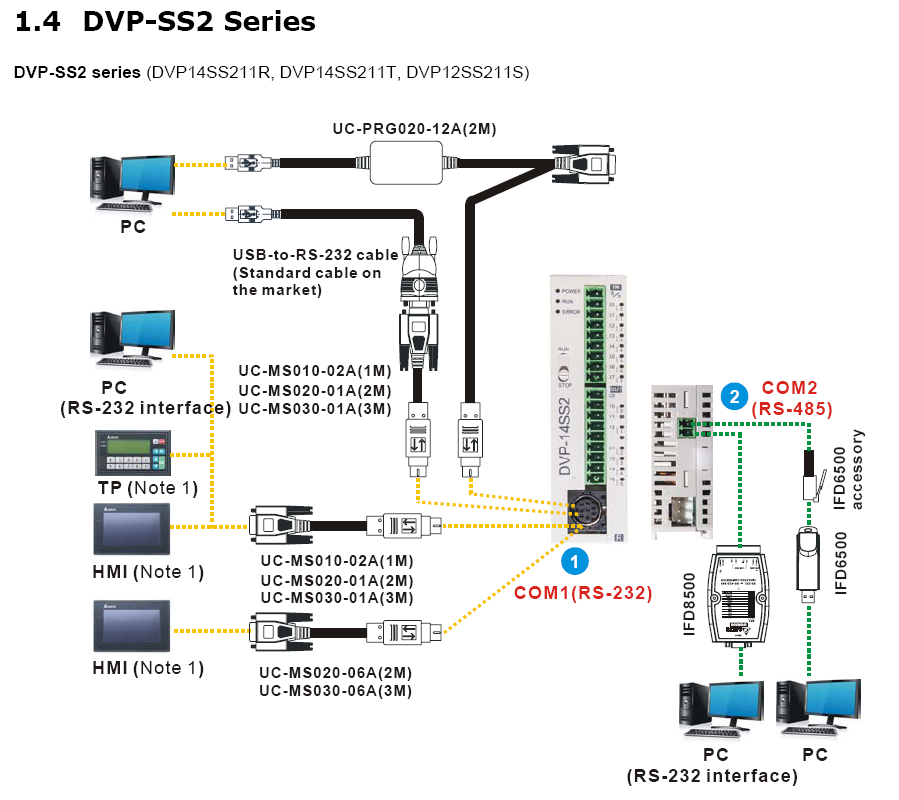 1.4 DVP-SS2 Series
DVP-SS2 series (DVP14SS211R, DVP14SS211T, DVP12SS211S)
UC-PRG020-12A(2M)
PC
USB-to-RS-232 cable
(Standard cable on
the market)
PC
(RS-232 interface)
UC-MS010-02A(1M)
UC-MS020-01A(2M)
UC-MS030-01A(3M)
TP (Note 1)
HMI (Note 1)
UC-MS010-02A(1M)
UC-MS020-01A(2M)
UC-MS030-01A(3M)
HMI (Note 1)
UC-MS020-06A(2M)
UC-MS030-06A(3M)
POWER
RUN
ERROR
RUN
STOP
DVP-14SS2
IN
OUT
1
COM1(RS-232)
2
COM2
(RS-485)
IFD6500
accessory
IFD6500
IFD8500
PC
(RS-232 interface)
PC